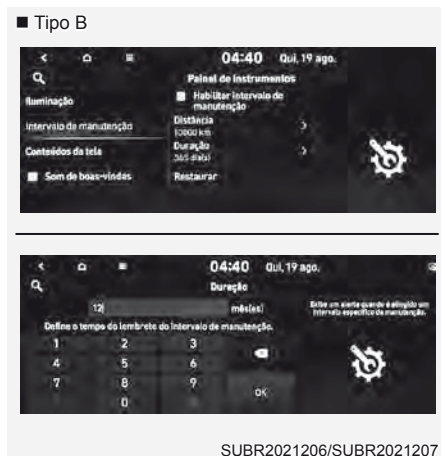 ■ Tipo B
04:40 Qui, 19 ago.
Painel de instrumentos
Iluminação
Habilitar intervalo de
manutenção
Intervalo de manutenção
Distância
10000 km
Conteúdos da tela
Duração
365 dia(s)
Som de boas-vindas
Restaurar
04:40 Qui, 19 ago.
Duração
12 mês(es)
Exibe um alerta quando é atingido um
intervalo específico de manutenção.
Define o tempo do lembrete do intervalo de manutenção.
1 2 3
4 5 6
7 8 9
OK
0
SUBR2021206/SUBR2021207